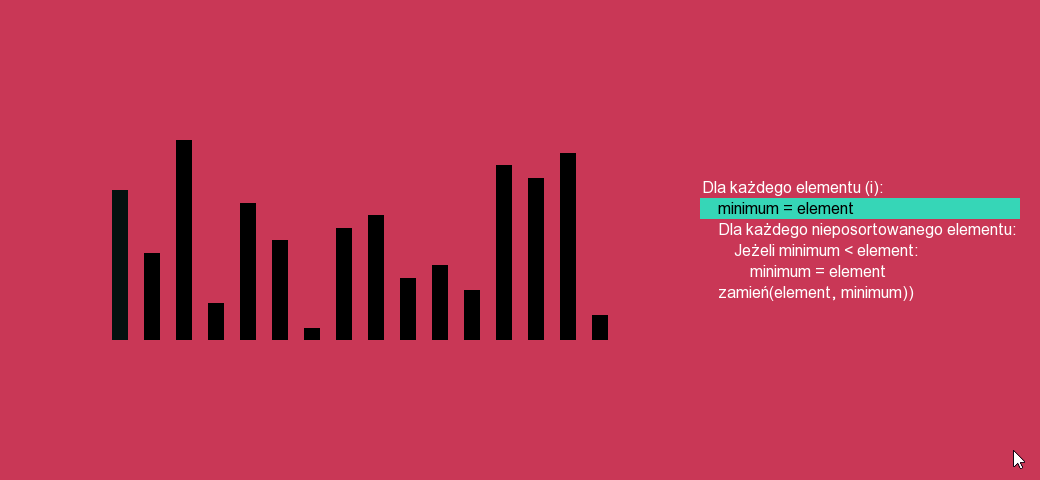 Dla każdego elementu (i):
minimum = element
Dla każdego nieposortowanego elementu:
Jeżeli minimum < element:
minimum = element
zamień(element, minimum))